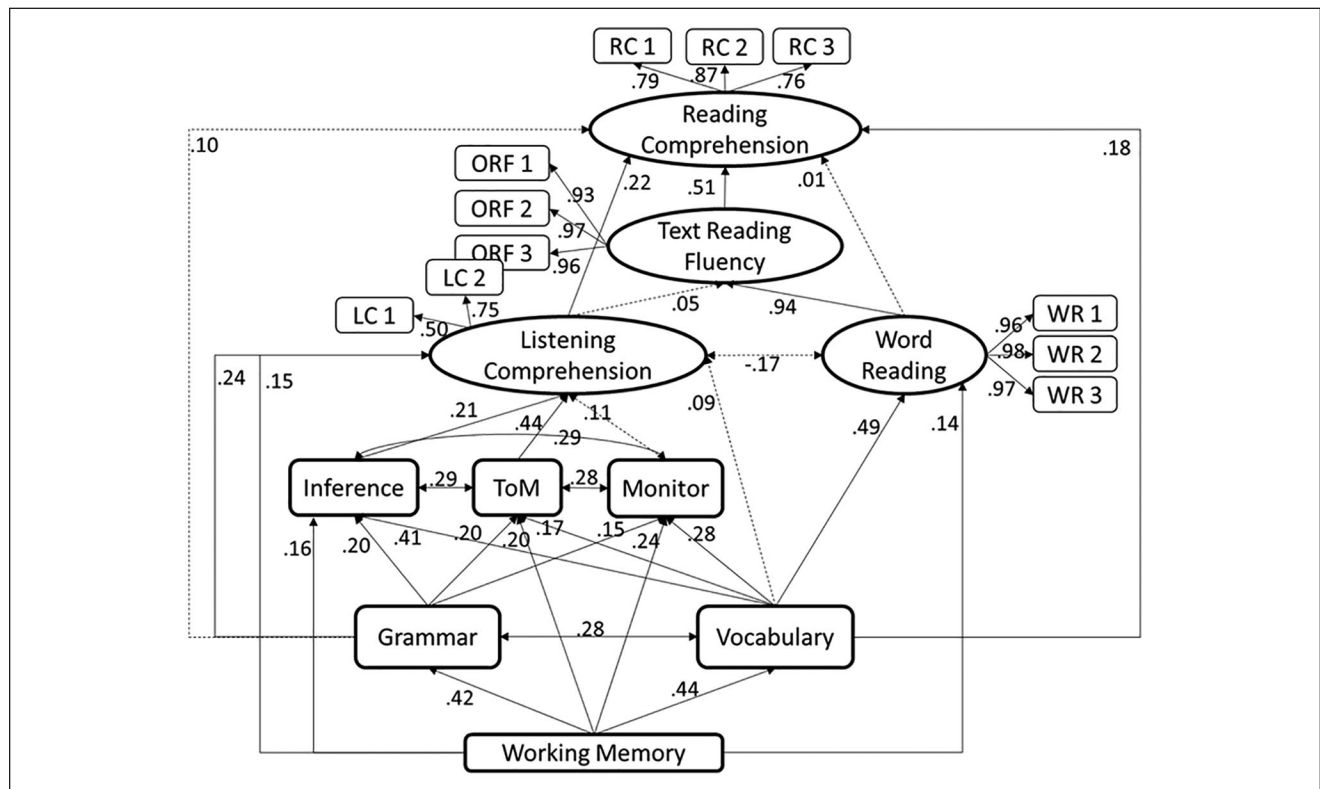 RC 1 RC 2 RC 3
.79 .87 .76
Reading
Comprehension
.10 .18
ORF 1
.93 .22 .51 .01
ORF 2
.97
Text Reading
Fluency
ORF 3
.96
LC 2
.75 .05 .94
LC 1
.50
Listening
Comprehension
-.17
Word
Reading
.96 WR 1
.98 WR 2
.97 WR 3
.24 .15 .09
.21 .44 .11 .49 .14
.29
Inference .29 ToM .28 Monitor
.16 .20 .41 .20 .20 .17 .15 .24 .28
Grammar .28 Vocabulary
.42 .44
Working Memory